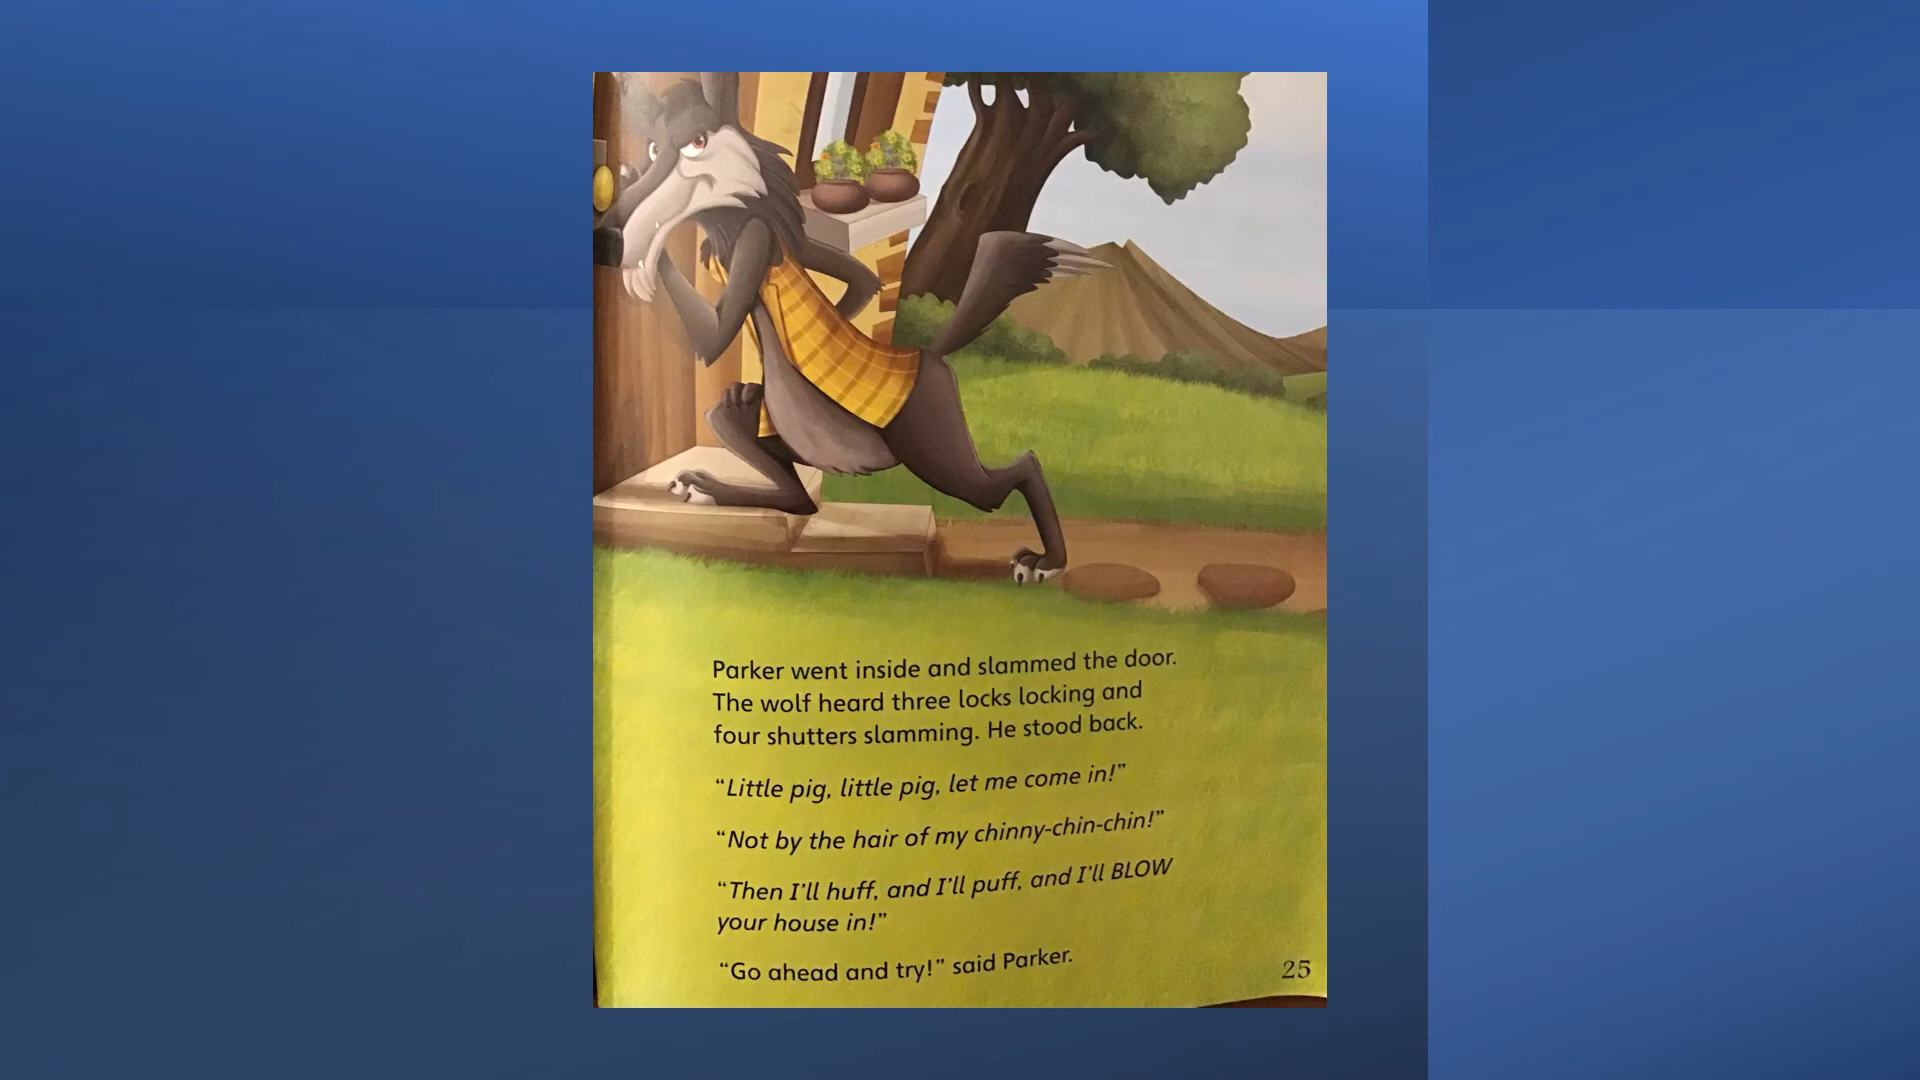 Parker went inside and slammed the door.
The wolf heard three locks locking and
four shutters slamming. He stood back.
“Little pig, little pig, let me come in!”
“Not by the hair of my chinny-chin-chin!”
“Then I’ll huff, and I’ll puff, and I’ll BLOW
your house in!”
“Go ahead and try!” said Parker.
25